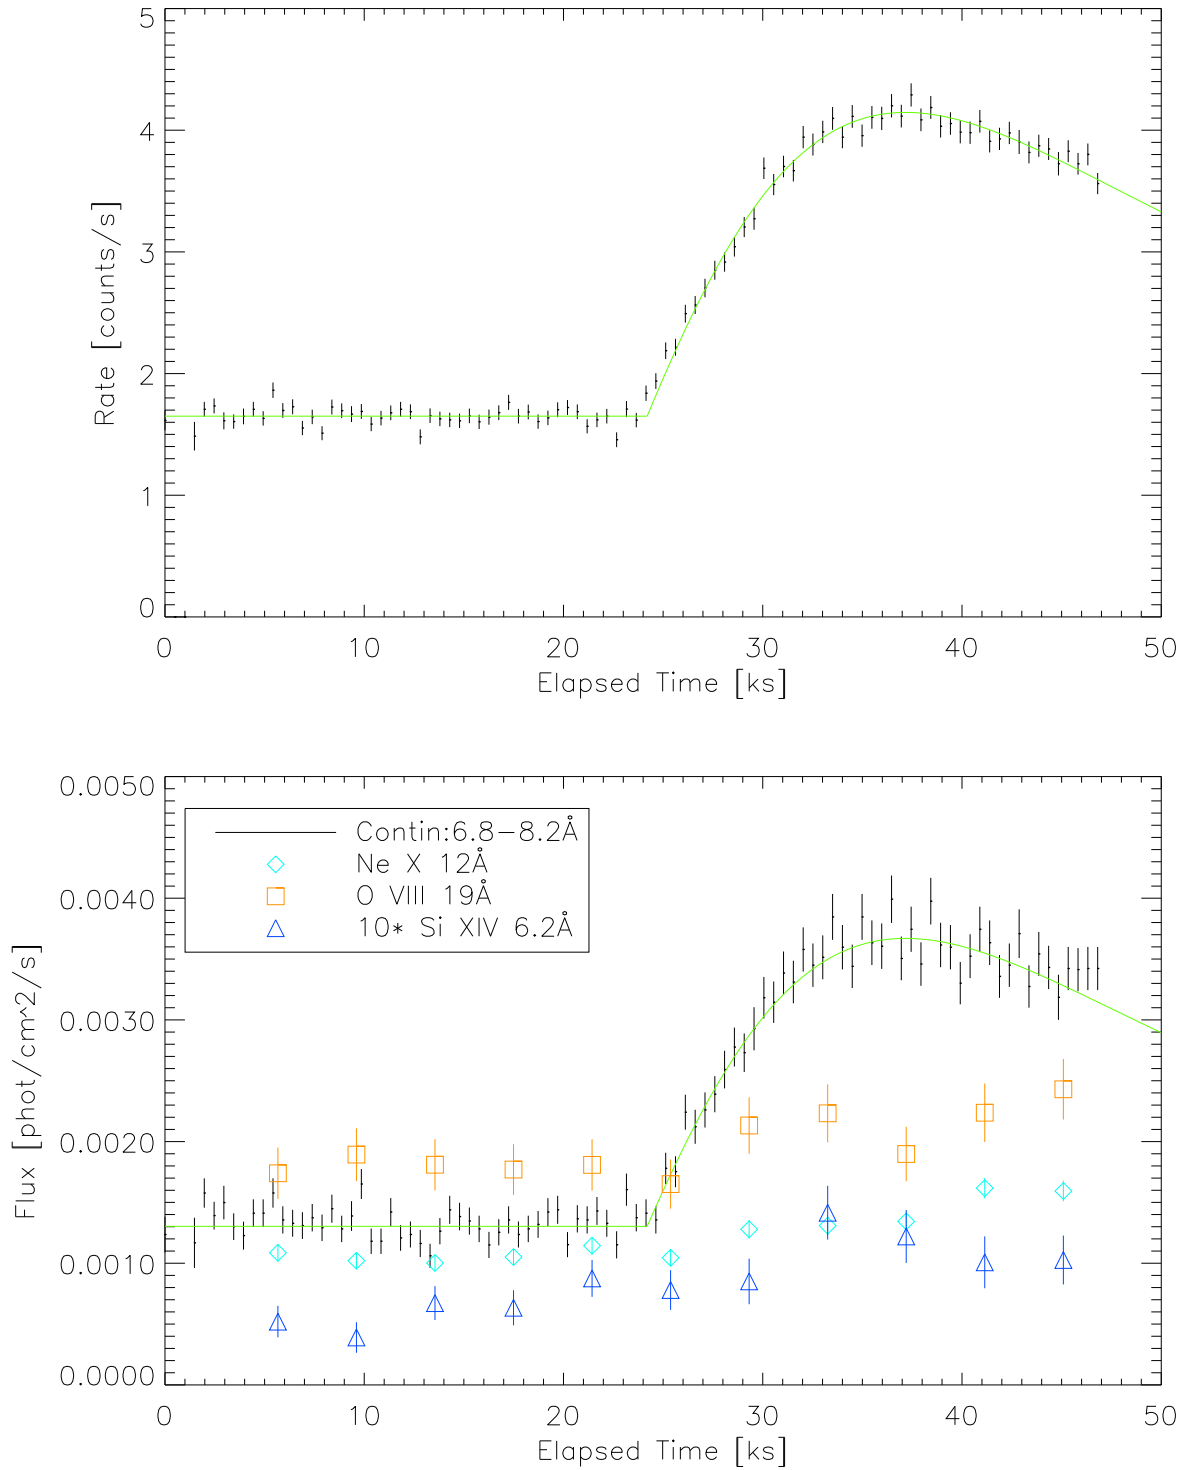 5
4
3
2
1
0
Rate [counts/s]
0 10 20 30 40 50
Elapsed Time [ks]
0.0050
0.0040
0.0030
0.0020
0.0010
0.0000
Flux [phot/cm^2/s]
Contin:6.8-8.2Å
Ne X 12Å
O VIII 19Å
10* Si XIV 6.2Å
0 10 20 30 40 50
Elapsed Time [ks]